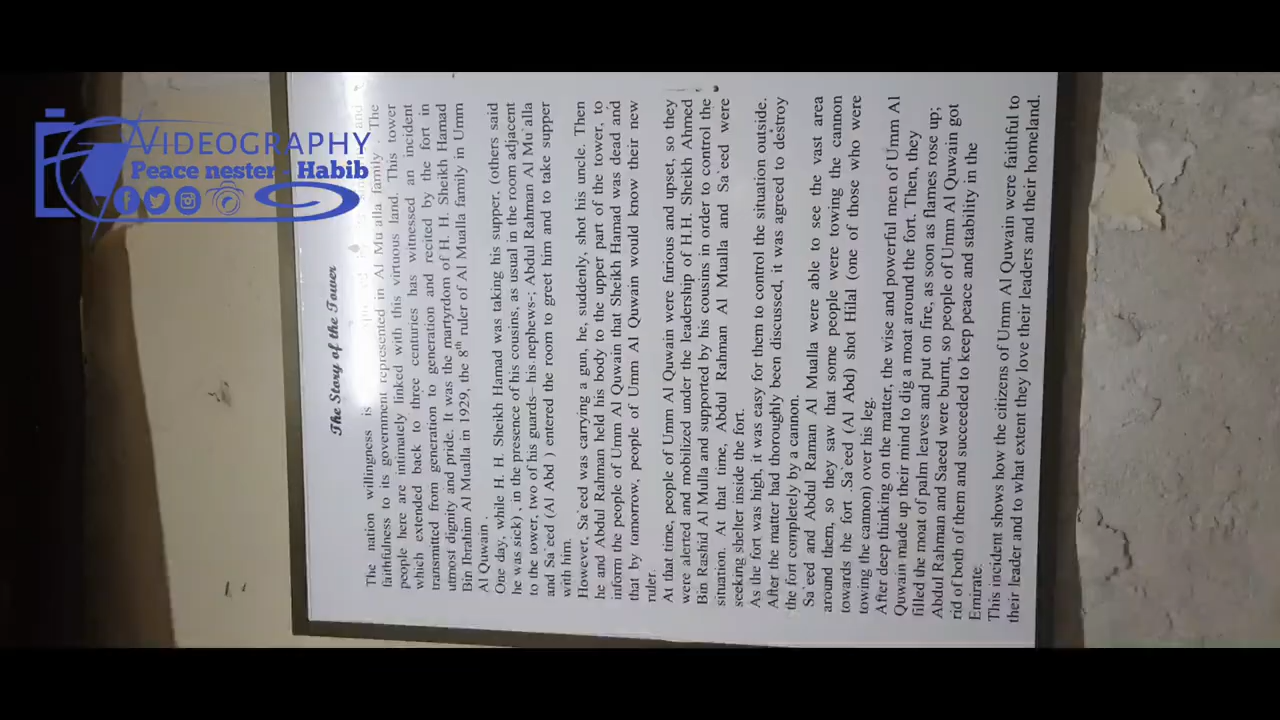 VIDEOGRAPHY
Peace nester - Habib
The Story of the Tower
The nation willingness is and
faithfulness to its government represented in Al Mu`alla family . The
people here are intimately linked with this virtuous land. This tower
which extended back to three centuries has witnessed an incident
transmitted from generation to generation and recited by the fort in
utmost dignity and pride. It was the martyrdom of H. H. Sheikh Hamad
Bin Ibrahim Al Mualla in 1929, the 8th ruler of Al Mualla family in Umm
Al Quwain .
One day, while H. H. Sheikh Hamad was taking his supper, (others said
he was sick) , in the presence of his cousins, as usual in the room adjacent
to the tower, two of his guards– his nephews-; Abdul Rahman Al Mu`alla
and Sa`eed (Al Abd ) entered the room to greet him and to take supper
with him.
However, Sa`eed was carrying a gun, he, suddenly, shot his uncle. Then
he and Abdul Rahman held his body to the upper part of the tower, to
inform the people of Umm Al Quwain that Sheikh Hamad was dead and
that by tomorrow, people of Umm Al Quwain would know their new
ruler.
At that time, people of Umm Al Quwain were furious and upset, so they
were alerted and mobilized under the leadership of H.H. Sheikh Ahmed
Bin Rashid Al Mulla and supported by his cousins in order to control the
situation. At that time, Abdul Rahman Al Mualla and Sa`eed were
seeking shelter inside the fort.
As the fort was high, it was easy for them to control the situation outside.
After the matter had thoroughly been discussed, it was agreed to destroy
the fort completely by a cannon.
Sa`eed and Abdul Raman Al Mualla were able to see the vast area
around them, so they saw that some people were towing the cannon
towards the fort .Sa`eed (Al Abd) shot Hilal (one of those who were
towing the cannon) over his leg.
After deep thinking on the matter, the wise and powerful men of Umm Al
Quwain made up their mind to dig a moat around the fort. Then, they
filled the moat of palm leaves and put on fire, as soon as flames rose up;
Abdul Rahman and Saeed were burnt, so people of Umm Al Quwain got
rid of both of them and succeeded to keep peace and stability in the
Emirate.
This incident shows how the citizens of Umm Al Quwain were faithful to
their leader and to what extent they love their leaders and their homeland.